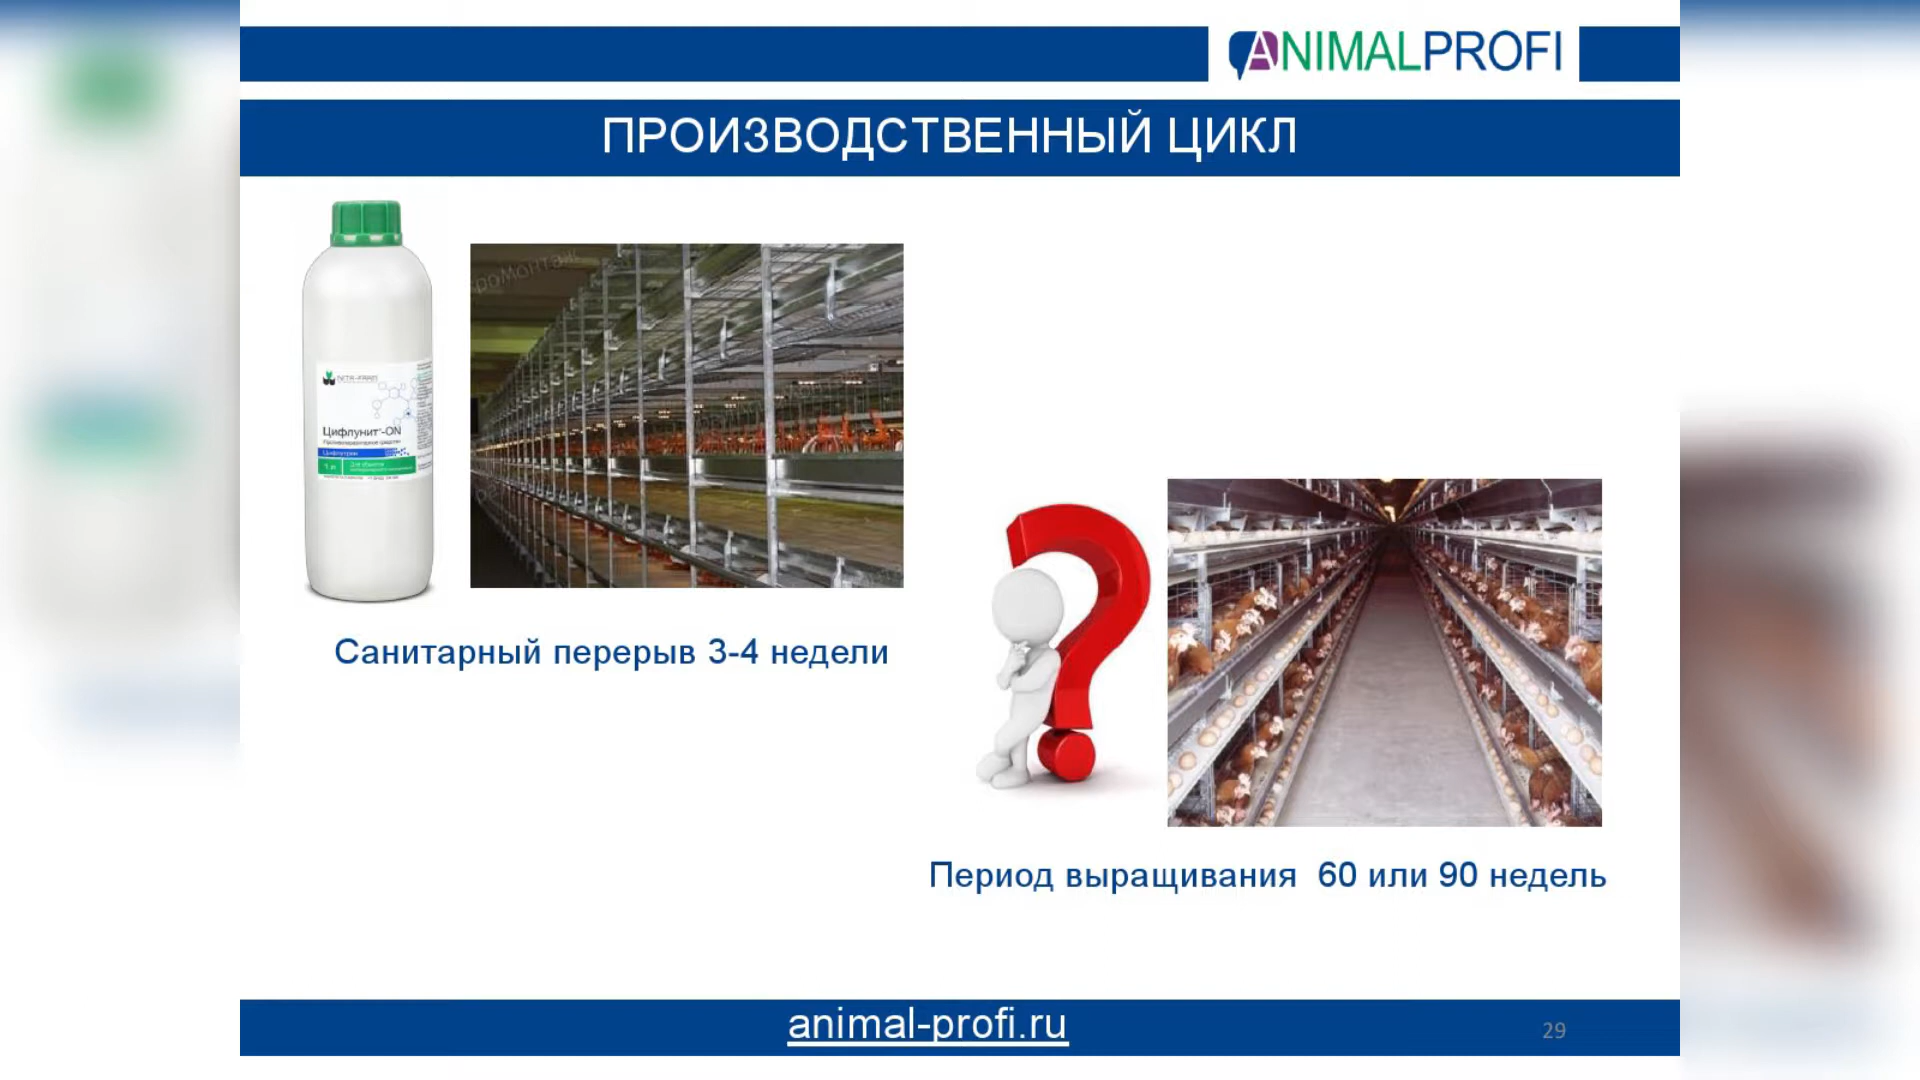 ANIMALPROFI
ПРОИЗВОДСТВЕННЫЙ ЦИКЛ
Цифлунит®-ON
1 л
Санитарный перерыв 3-4 недели
Период выращивания 60 или 90 недель
animal-profi.ru
29